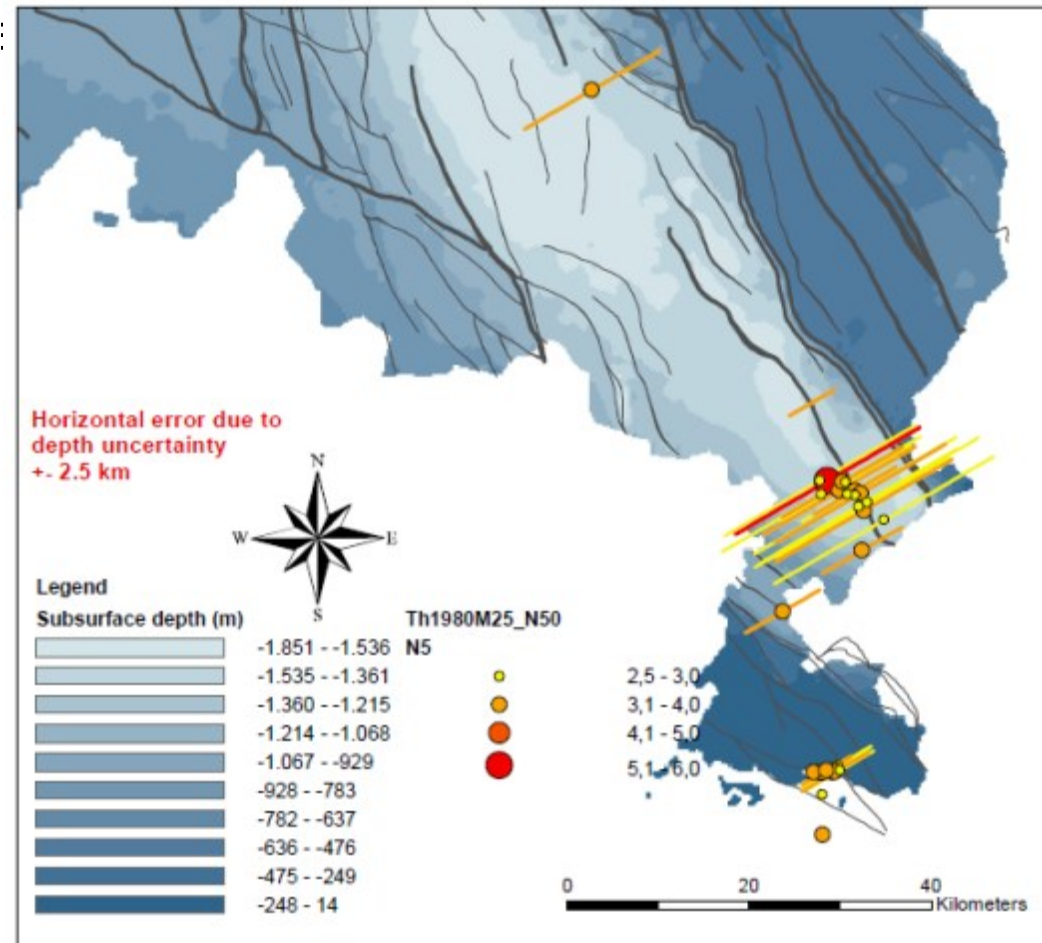 :
Horizontal error due to
depth uncertainty
+- 2.5 km
N
W
E
S
Legend
Subsurface depth (m)
-1.851 - -1.536
-1.535 - -1.361
-1.360 - -1.215
-1.214 - -1.068
-1.067 - -929
-928 - -783
-782 - -637
-636 - -476
-475 - -249
-248 - 14
Th1980M25_N50
N5
2,5 - 3,0
3,1 - 4,0
4,1 - 5,0
5,1 - 6,0
0 20 40
Kilometers